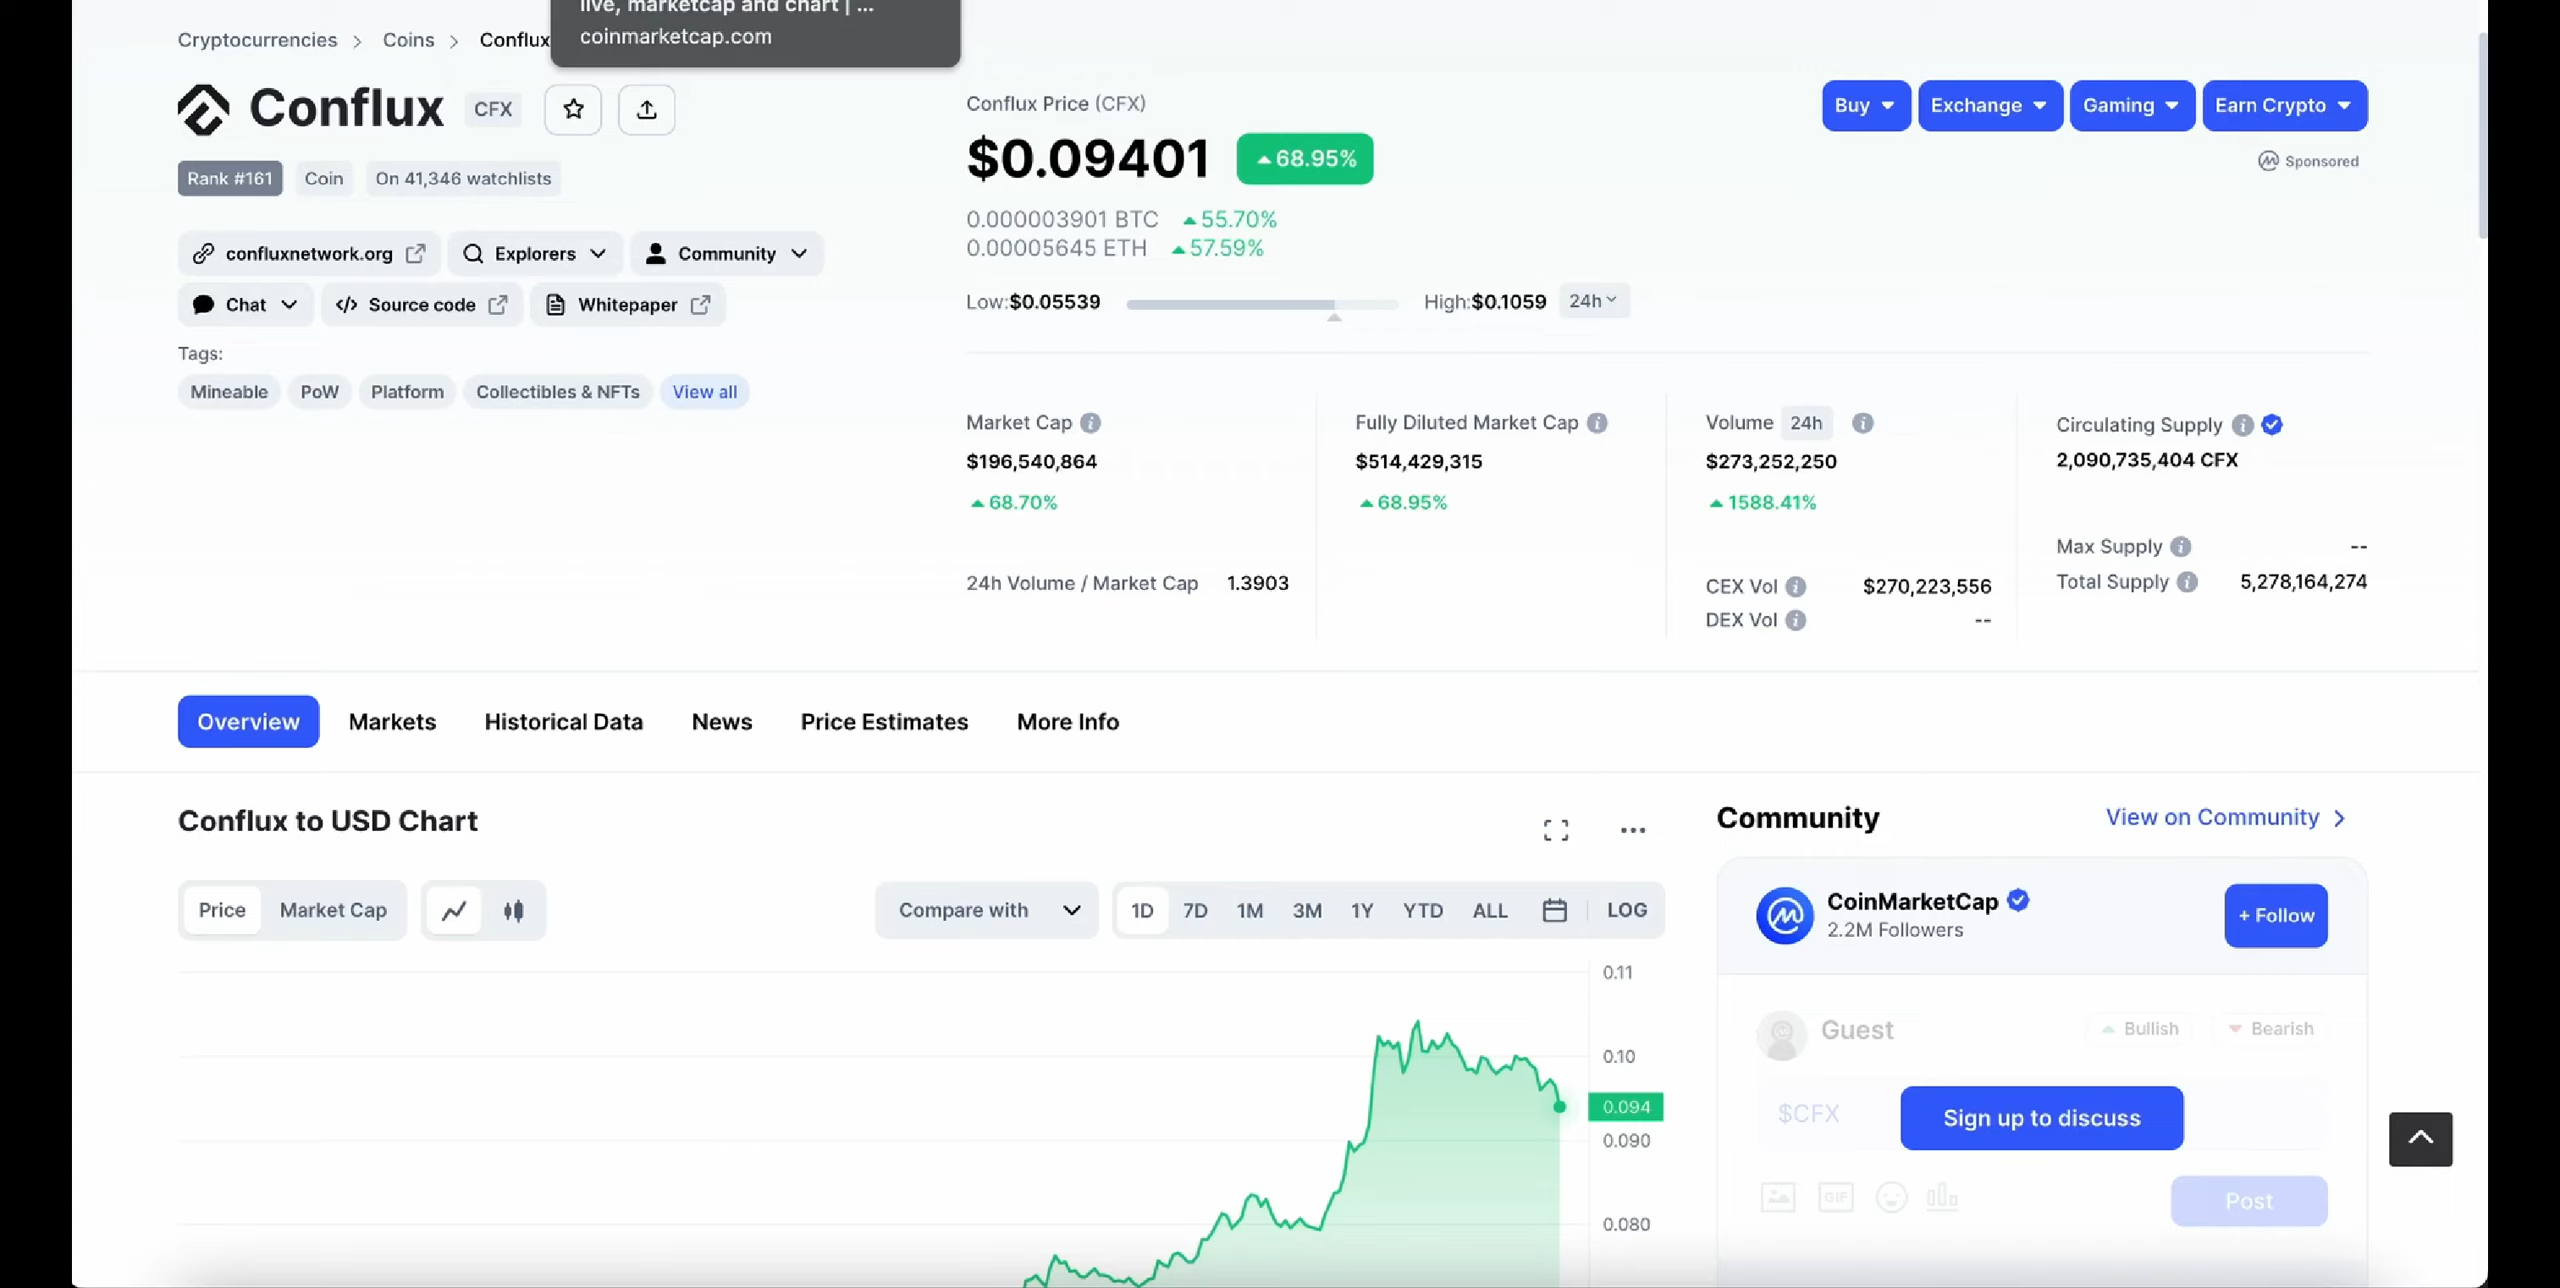 live, marketcap and chart | ...
coinmarketcap.com
Cryptocurrencies > Coins > Conflux
Conflux CFX
Rank #161 Coin On 41,346 watchlists
confluxnetwork.org Explorers Community
Chat Source code Whitepaper
Tags:
Mineable PoW Platform Collectibles & NFTs View all
Conflux Price (CFX)
$0.09401 68.95%
0.000003901 BTC 55.70%
0.00005645 ETH 57.59%
Low:$0.05539 High:$0.1059 24h
Buy Exchange Gaming Earn Crypto
Sponsored
Market Cap
$196,540,864
68.70%
24h Volume / Market Cap 1.3903
Fully Diluted Market Cap
$514,429,315
68.95%
Volume 24h
$273,252,250
1588.41%
CEX Vol $270,223,556
DEX Vol --
Circulating Supply
2,090,735,404 CFX
Max Supply --
Total Supply 5,278,164,274
Overview Markets Historical Data News Price Estimates More Info
Conflux to USD Chart
Price Market Cap
Compare with 1D 7D 1M 3M 1Y YTD ALL LOG
0.11
0.10
0.094
0.090
0.080
Community View on Community >
CoinMarketCap
2.2M Followers
+ Follow
Guest Bullish Bearish
$CFX
Sign up to discuss
GIF
Post